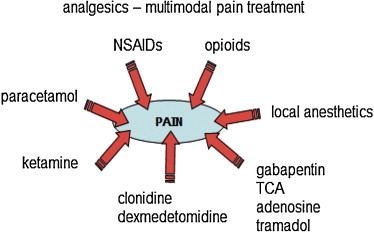 analgesics – multimodal pain treatment
NSAIDs
opioids
paracetamol
local anesthetics
PAIN
ketamine
clonidine
dexmedetomidine
gabapentin
TCA
adenosine
tramadol